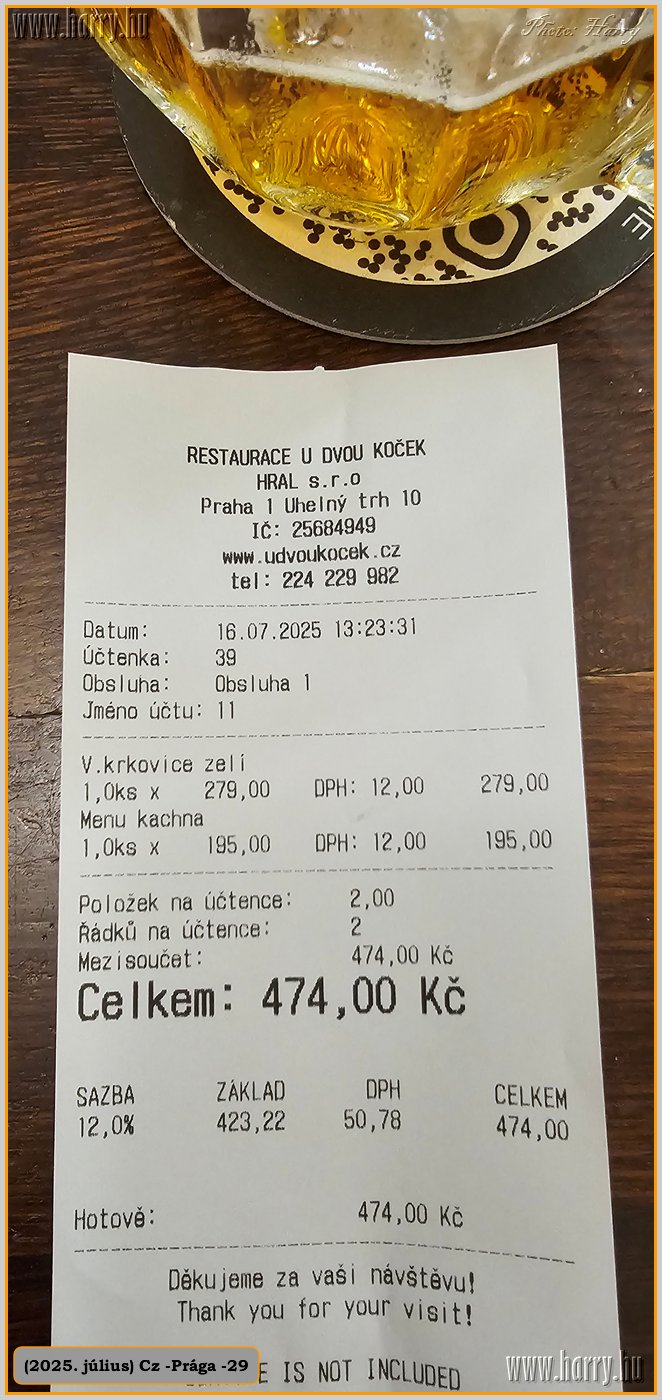 www.harry.hu
Photo: Harry
RESTAURACE U DVOU KOČEK
HRAL s.r.o
Praha 1 Uhelný trh 10
IČ: 25684949
www.udvoukocek.cz
tel: 224 229 982
Datum: 16.07.2025 13:23:31
Účtenka: 39
Obsluha: Obsluha 1
Jméno účtu: 11
V.krkovice zelí
1,0ks x 279,00 DPH: 12,00 279,00
Menu kachna
1,0ks x 195,00 DPH: 12,00 195,00
Položek na účtence: 2,00
Řádků na účtence: 2
Mezisoučet: 474,00 Kč
Celkem: 474,00 Kč
SAZBA ZÁKLAD DPH CELKEM
12,0% 423,22 50,78 474,00
Hotově: 474,00 Kč
Děkujeme za vaši návštěvu!
Thank you for your visit!
IS NOT INCLUDED
(2025. július) Cz -Prága -29
www.harry.hu